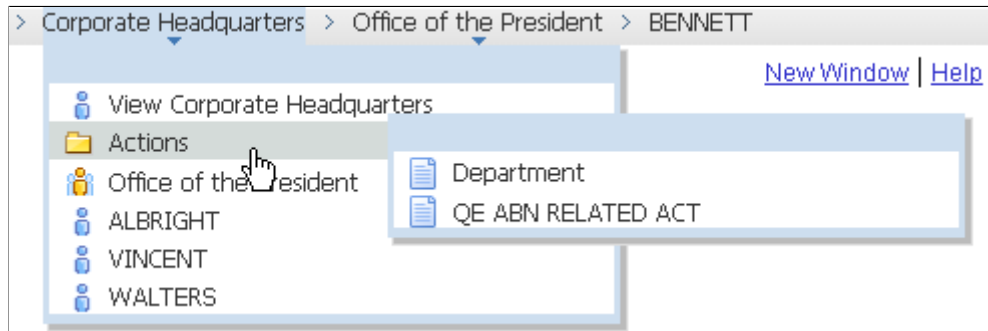 > Corporate Headquarters > Office of the President > BENNETT
New Window | Help
View Corporate Headquarters
Actions
Office of the President
ALBRIGHT
VINCENT
WALTERS
Department
QE ABN RELATED ACT